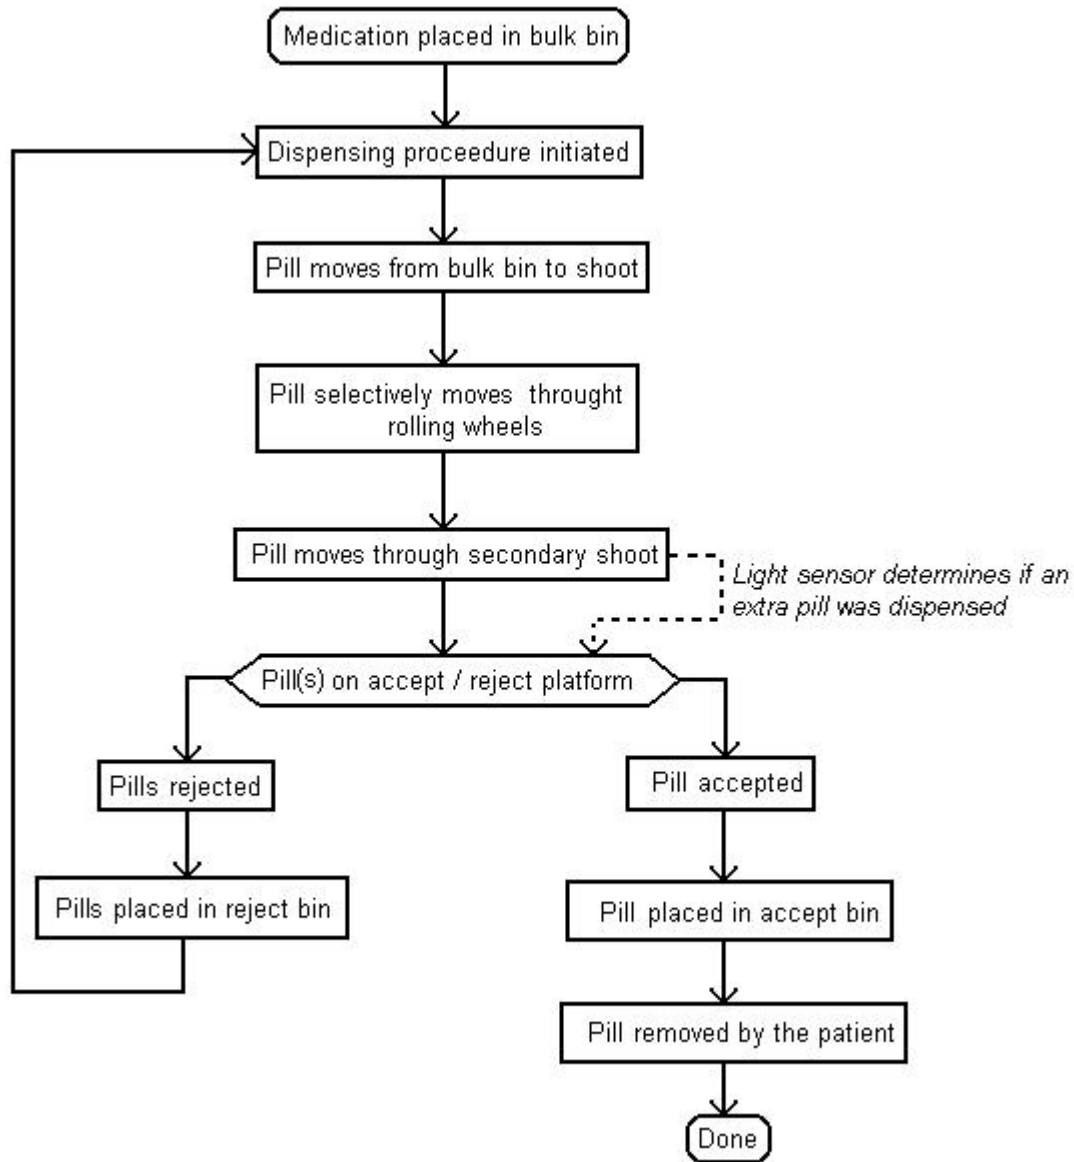 Medication placed in bulk bin
Dispensing proceedure initiated
Pill moves from bulk bin to shoot
Pill selectively moves throught
rolling wheels
Pill moves through secondary shoot
Light sensor determines if an
extra pill was dispensed
Pill(s) on accept / reject platform
Pills rejected
Pill accepted
Pills placed in reject bin
Pill placed in accept bin
Pill removed by the patient
Done